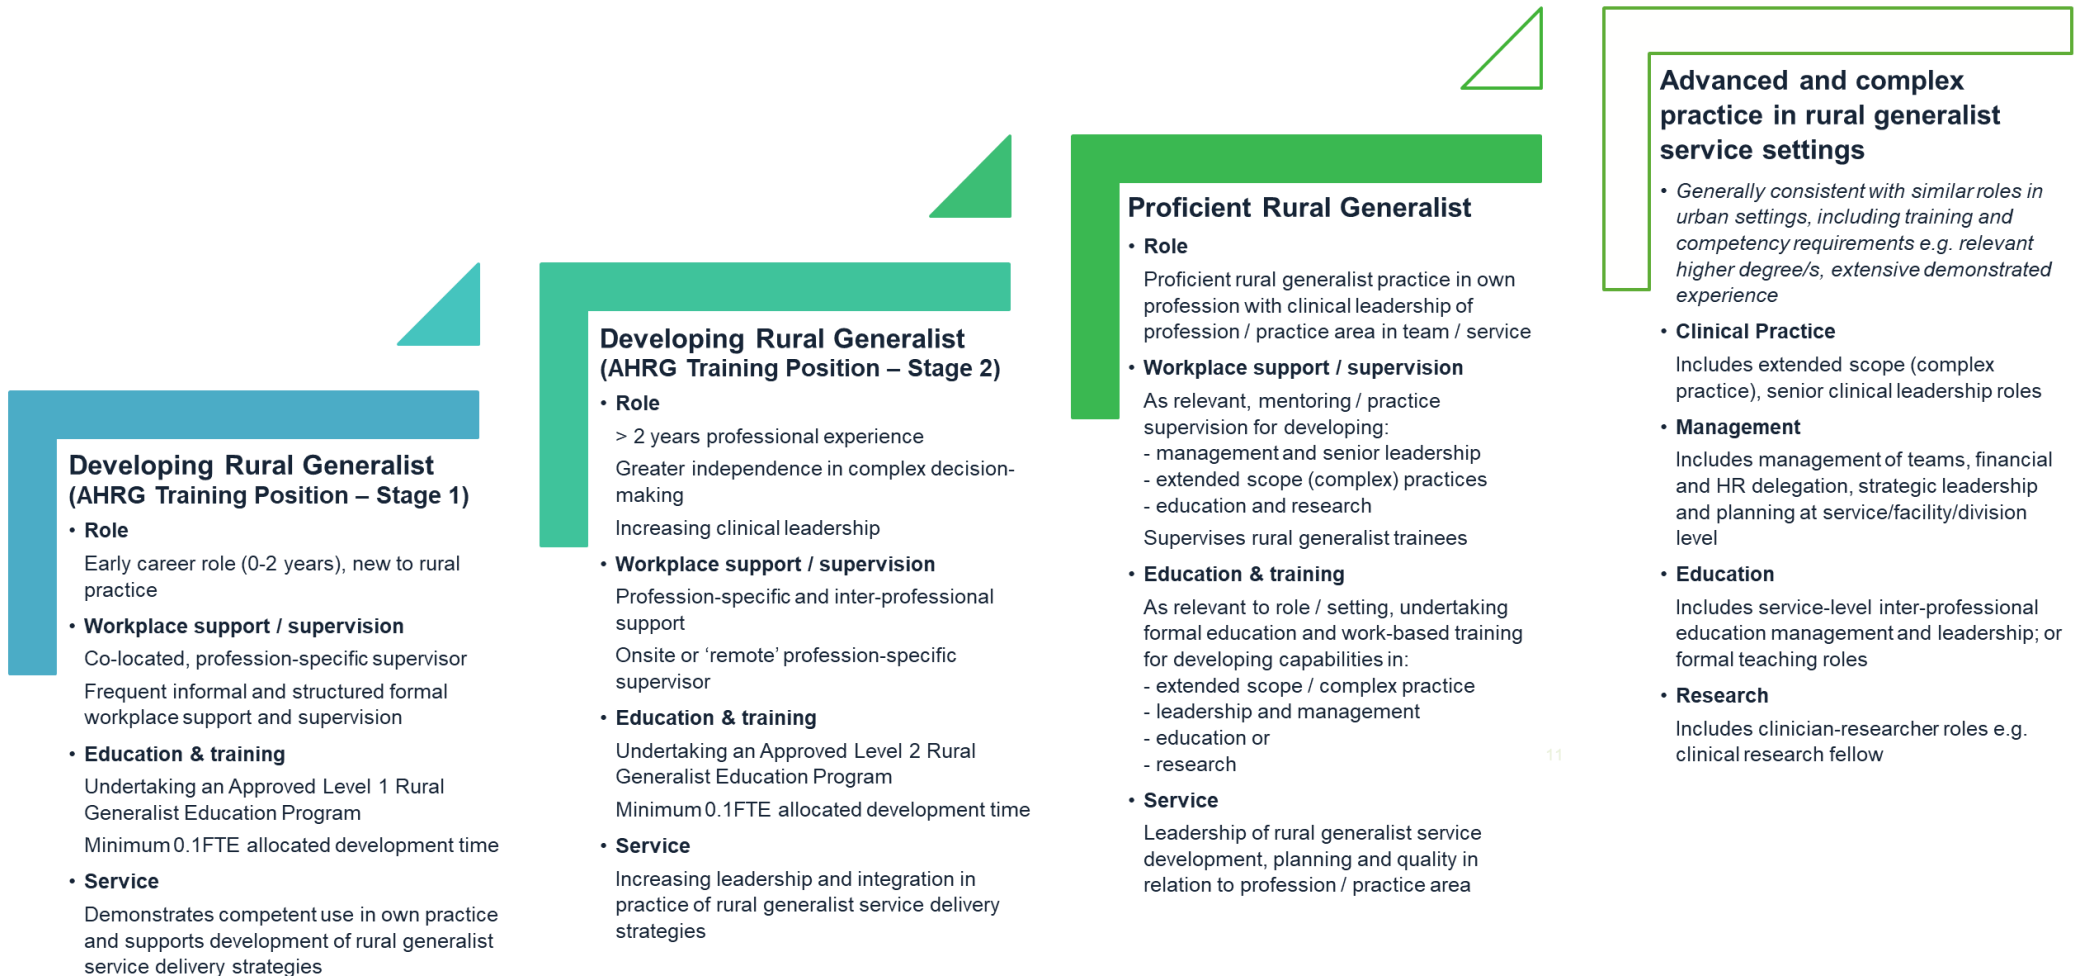 Developing Rural Generalist
(AHRG Training Position – Stage 1)
• Role
Early career role (0-2 years), new to rural
practice
• Workplace support / supervision
Co-located, profession-specific supervisor
Frequent informal and structured formal
workplace support and supervision
• Education & training
Undertaking an Approved Level 1 Rural
Generalist Education Program
Minimum 0.1FTE allocated development time
• Service
Demonstrates competent use in own practice
and supports development of rural generalist
service delivery strategies
Developing Rural Generalist
(AHRG Training Position – Stage 2)
• Role
> 2 years professional experience
Greater independence in complex decision-
making
Increasing clinical leadership
• Workplace support / supervision
Profession-specific and inter-professional
support
Onsite or ‘remote’ profession-specific
supervisor
• Education & training
Undertaking an Approved Level 2 Rural
Generalist Education Program
Minimum 0.1FTE allocated development time
• Service
Increasing leadership and integration in
practice of rural generalist service delivery
strategies
Proficient Rural Generalist
• Role
Proficient rural generalist practice in own
profession with clinical leadership of
profession / practice area in team / service
• Workplace support / supervision
As relevant, mentoring / practice
supervision for developing:
- management and senior leadership
- extended scope (complex) practices
- education and research
Supervises rural generalist trainees
• Education & training
As relevant to role / setting, undertaking
formal education and work-based training
for developing capabilities in:
- extended scope / complex practice
- leadership and management
- education or
- research
• Service
Leadership of rural generalist service
development, planning and quality in
relation to profession / practice area
11
Advanced and complex
practice in rural generalist
service settings
• Generally consistent with similar roles in
urban settings, including training and
competency requirements e.g. relevant
higher degree/s, extensive demonstrated
experience
• Clinical Practice
Includes extended scope (complex
practice), senior clinical leadership roles
• Management
Includes management of teams, financial
and HR delegation, strategic leadership
and planning at service/facility/division
level
• Education
Includes service-level inter-professional
education management and leadership; or
formal teaching roles
• Research
Includes clinician-researcher roles e.g.
clinical research fellow